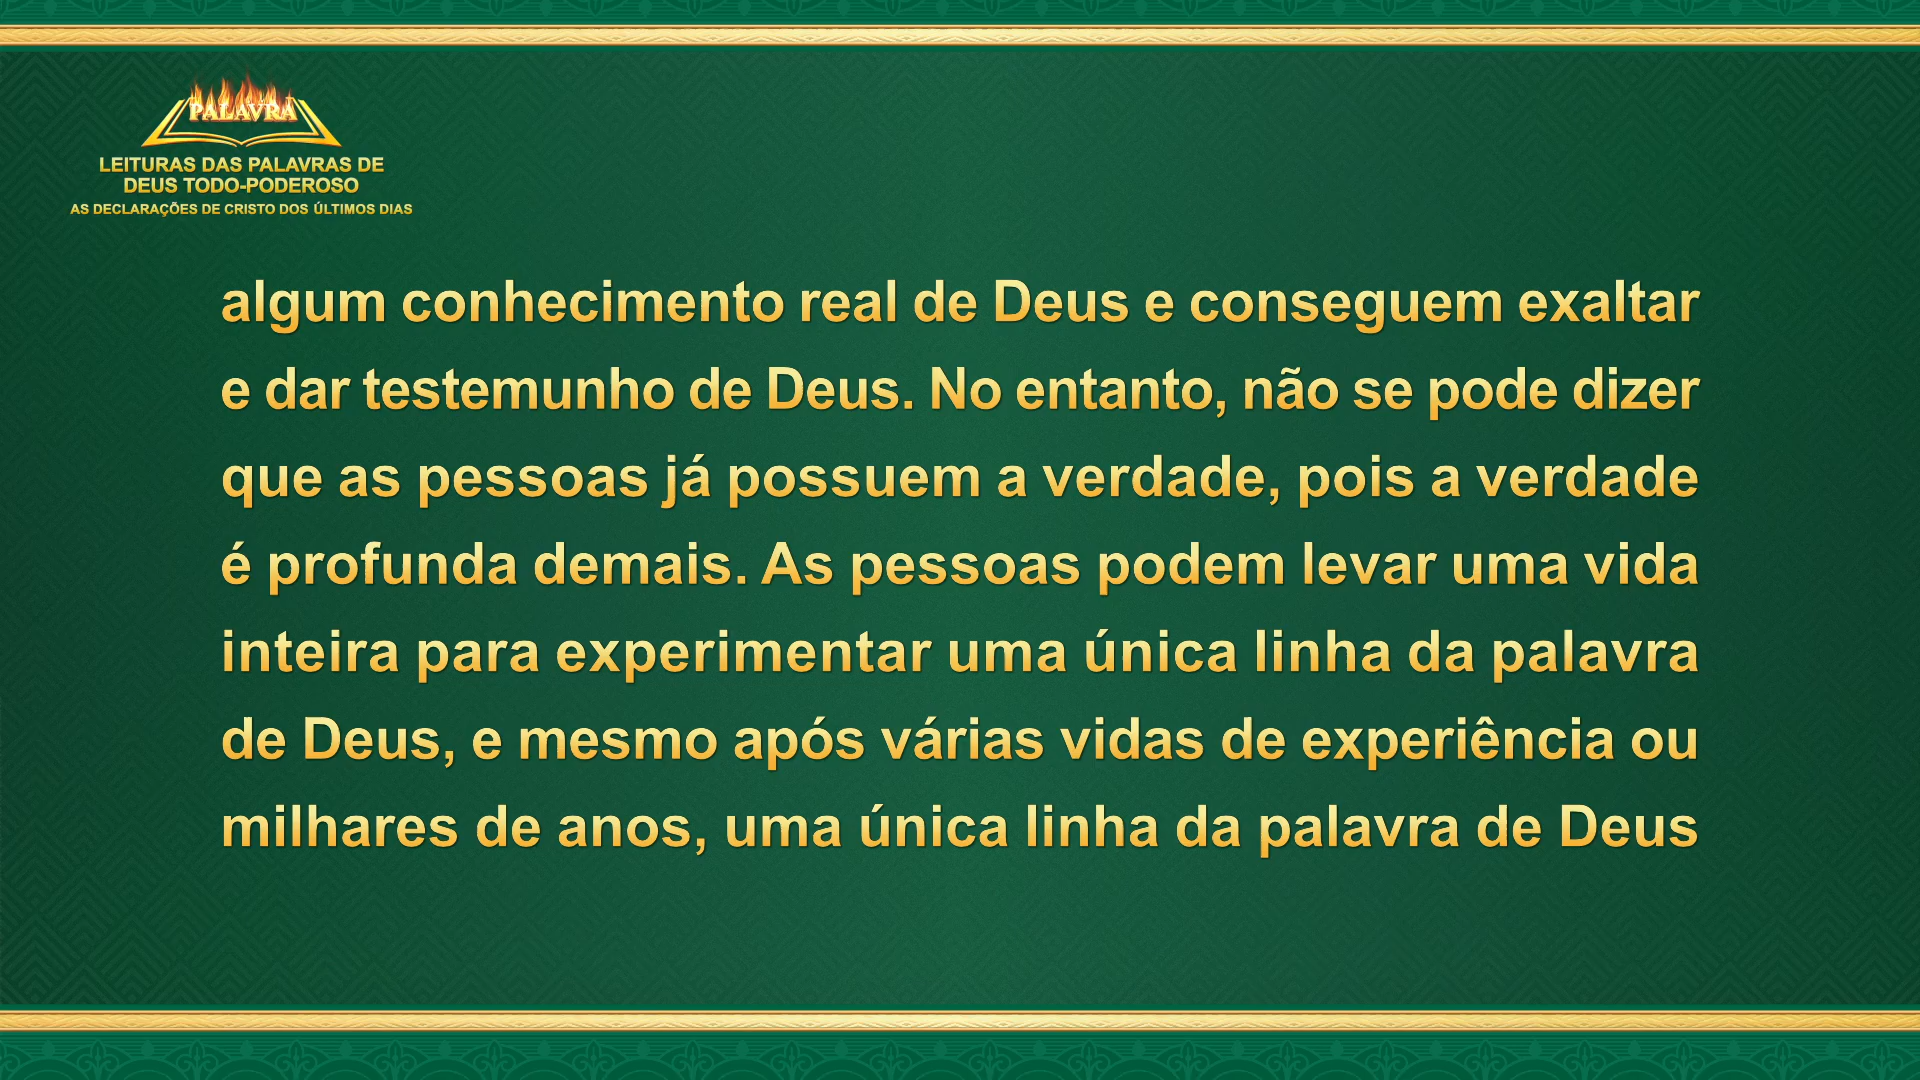 PALAVRA
LEITURAS DAS PALAVRAS DE
DEUS TODO-PODEROSO
AS DECLARAÇÕES DE CRISTO DOS ÚLTIMOS DIAS
algum conhecimento real de Deus e conseguem exaltar
e dar testemunho de Deus. No entanto, não se pode dizer
que as pessoas já possuem a verdade, pois a verdade
é profunda demais. As pessoas podem levar uma vida
inteira para experimentar uma única linha da palavra
de Deus, e mesmo após várias vidas de experiência ou
milhares de anos, uma única linha da palavra de Deus